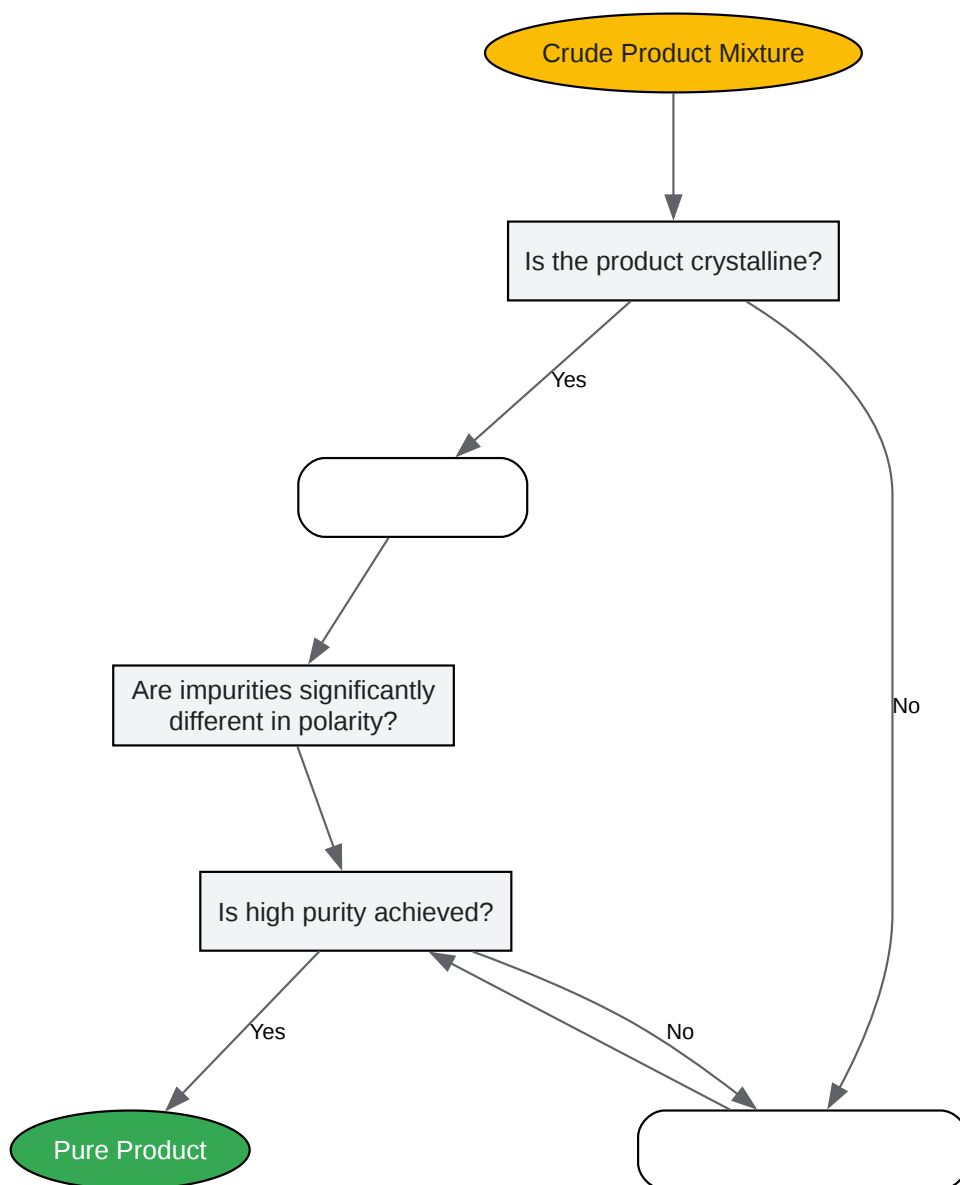 Crude Product Mixture
Is the product crystalline?
Yes
Are impurities significantly
different in polarity?
No
Is high purity achieved?
Yes
No
Pure Product